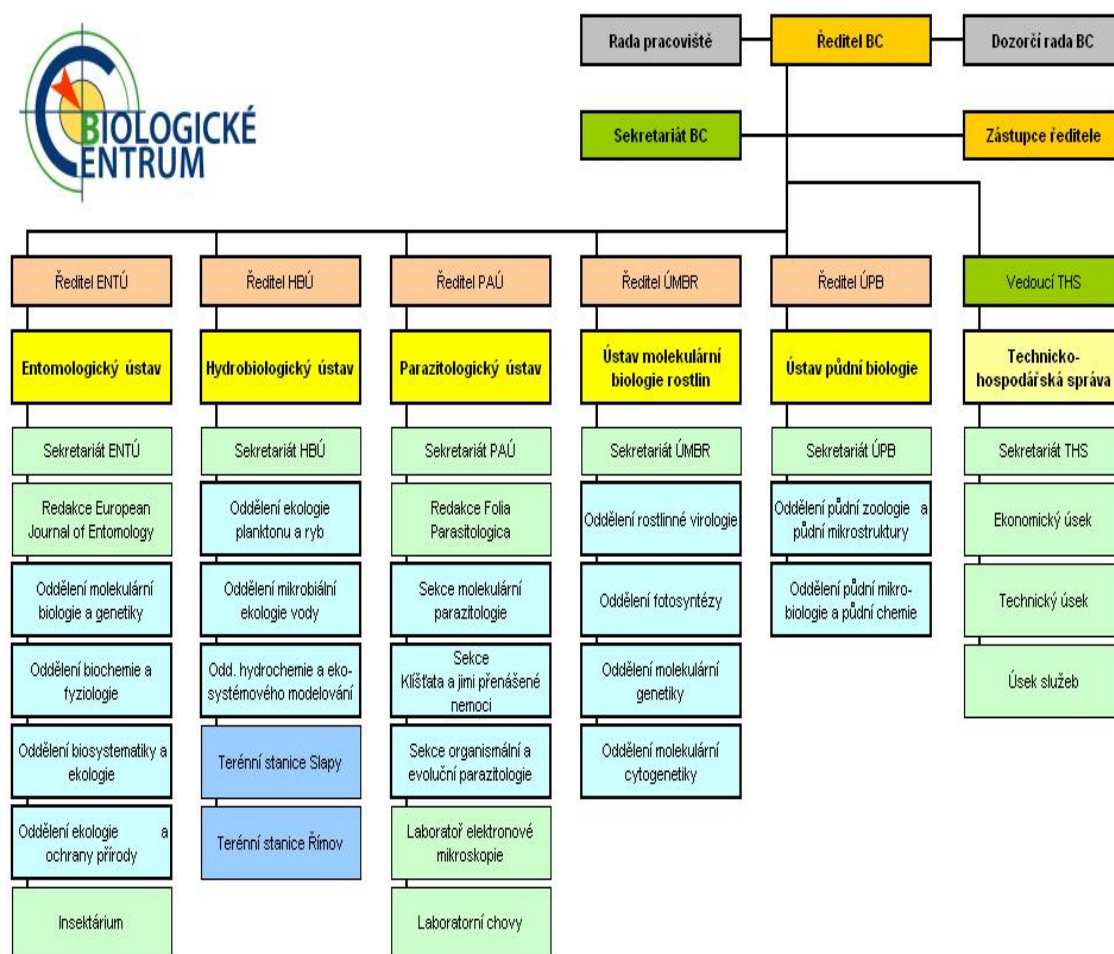 BIOLOGICKÉ
CENTRUM
Rada pracoviště
Ředitel BC
Dozorčí rada BC
Sekretariát BC
Zástupce ředitele
Ředitel ENTÚ
Ředitel HBÚ
Ředitel PAÚ
Ředitel ÚMBR
Ředitel ÚPB
Vedoucí THS
Entomologický ústav
Hydrobiologický ústav
Parazitologický ústav
Ústav molekulární
biologie rostlin
Ústav půdní biologie
Technicko-
hospodářská správa
Sekretariát ENTÚ
Sekretariát HBÚ
Sekretariát PAÚ
Sekretariát ÚMBR
Sekretariát ÚPB
Sekretariát THS
Redakce European
Journal of Entomology
Oddělení ekologie
planktonu a ryb
Redakce Folia
Parasitologica
Oddělení rostlinné virologie
Oddělení půdní zoologie a
půdní mikrostruktury
Ekonomický úsek
Oddělení molekulární
biologie a genetiky
Oddělení mikrobiální
ekologie vody
Sekce molekulární
parazitologie
Oddělení fotosyntézy
Oddělení půdní mikro-
biologie a půdní chemie
Technický úsek
Oddělení biochemie a
fyziologie
Odd. hydrochemie a eko-
systémového modelování
Sekce
Klíšťata a jimi přenášené
nemoci
Oddělení molekulární
genetiky
Úsek služeb
Oddělení biosystematiky a
ekologie
Terénní stanice Slapy
Sekce organismální a
evoluční parazitologie
Oddělení molekulární
cytogenetiky
Oddělení ekologie a
ochrany přírody
Terénní stanice Římov
Laboratoř elektronové
mikroskopie
Insektárium
Laboratorní chovy